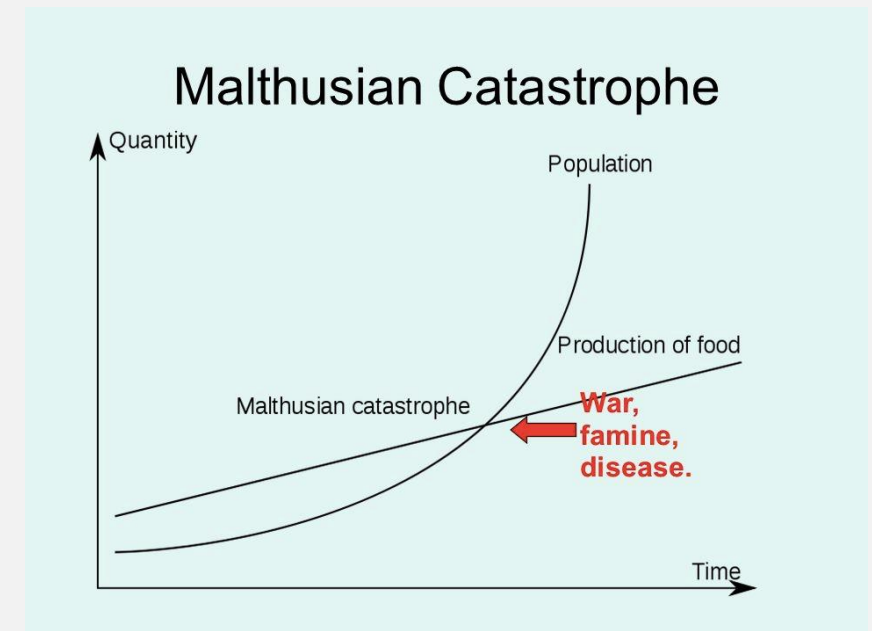 Malthusian Catastrophe
Quantity
Population
Production of food
Malthusian catastrophe
War,
famine,
disease.
Time